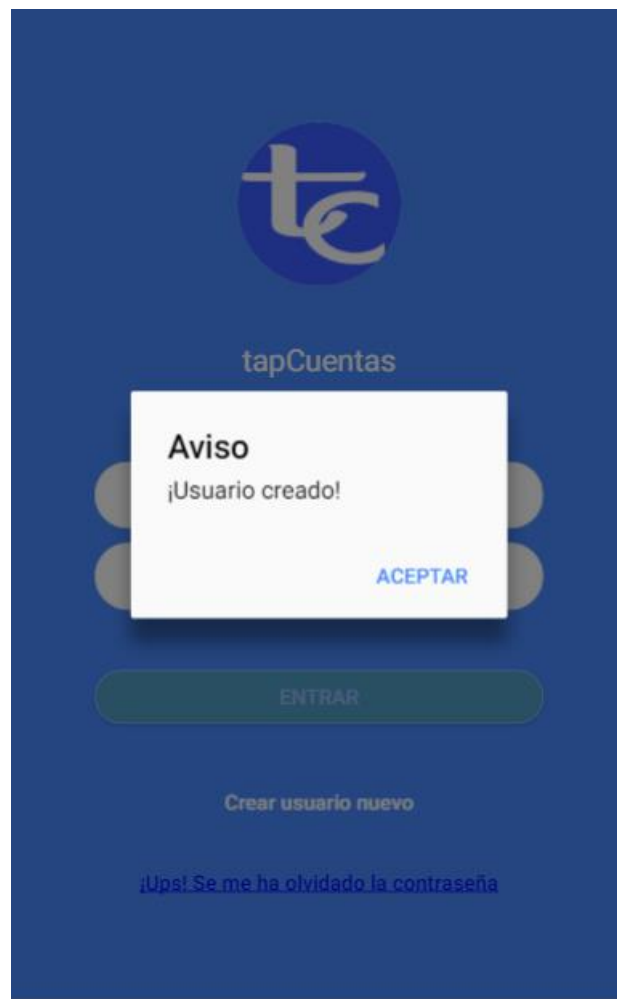 tc
tapCuentas
Aviso
¡Usuario creado!
ACEPTAR
ENTRAR
Crear usuario nuevo
¡Ups! Se me ha olvidado la contraseña